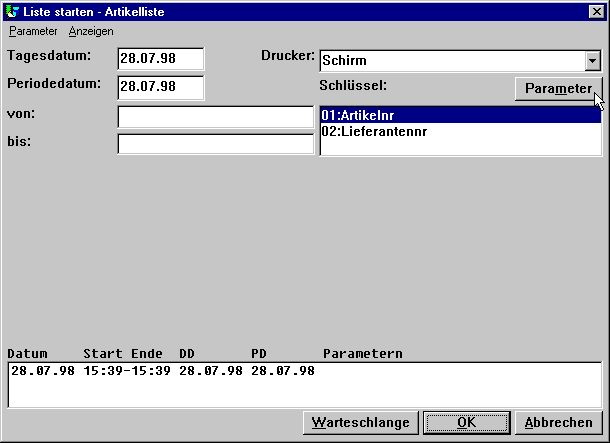 Liste starten - Artikelliste
Parameter Anzeigen
Tagesdatum: 28.07.98 Drucker: Schirm
Periodedatum: 28.07.98 Schlüssel: Parameter
von: 01:Artikelnr
02:Lieferantennr
bis:
Datum Start Ende DD PD Parametern
28.07.98 15:39-15:39 28.07.98 28.07.98
Warteschlange OK Abbrechen